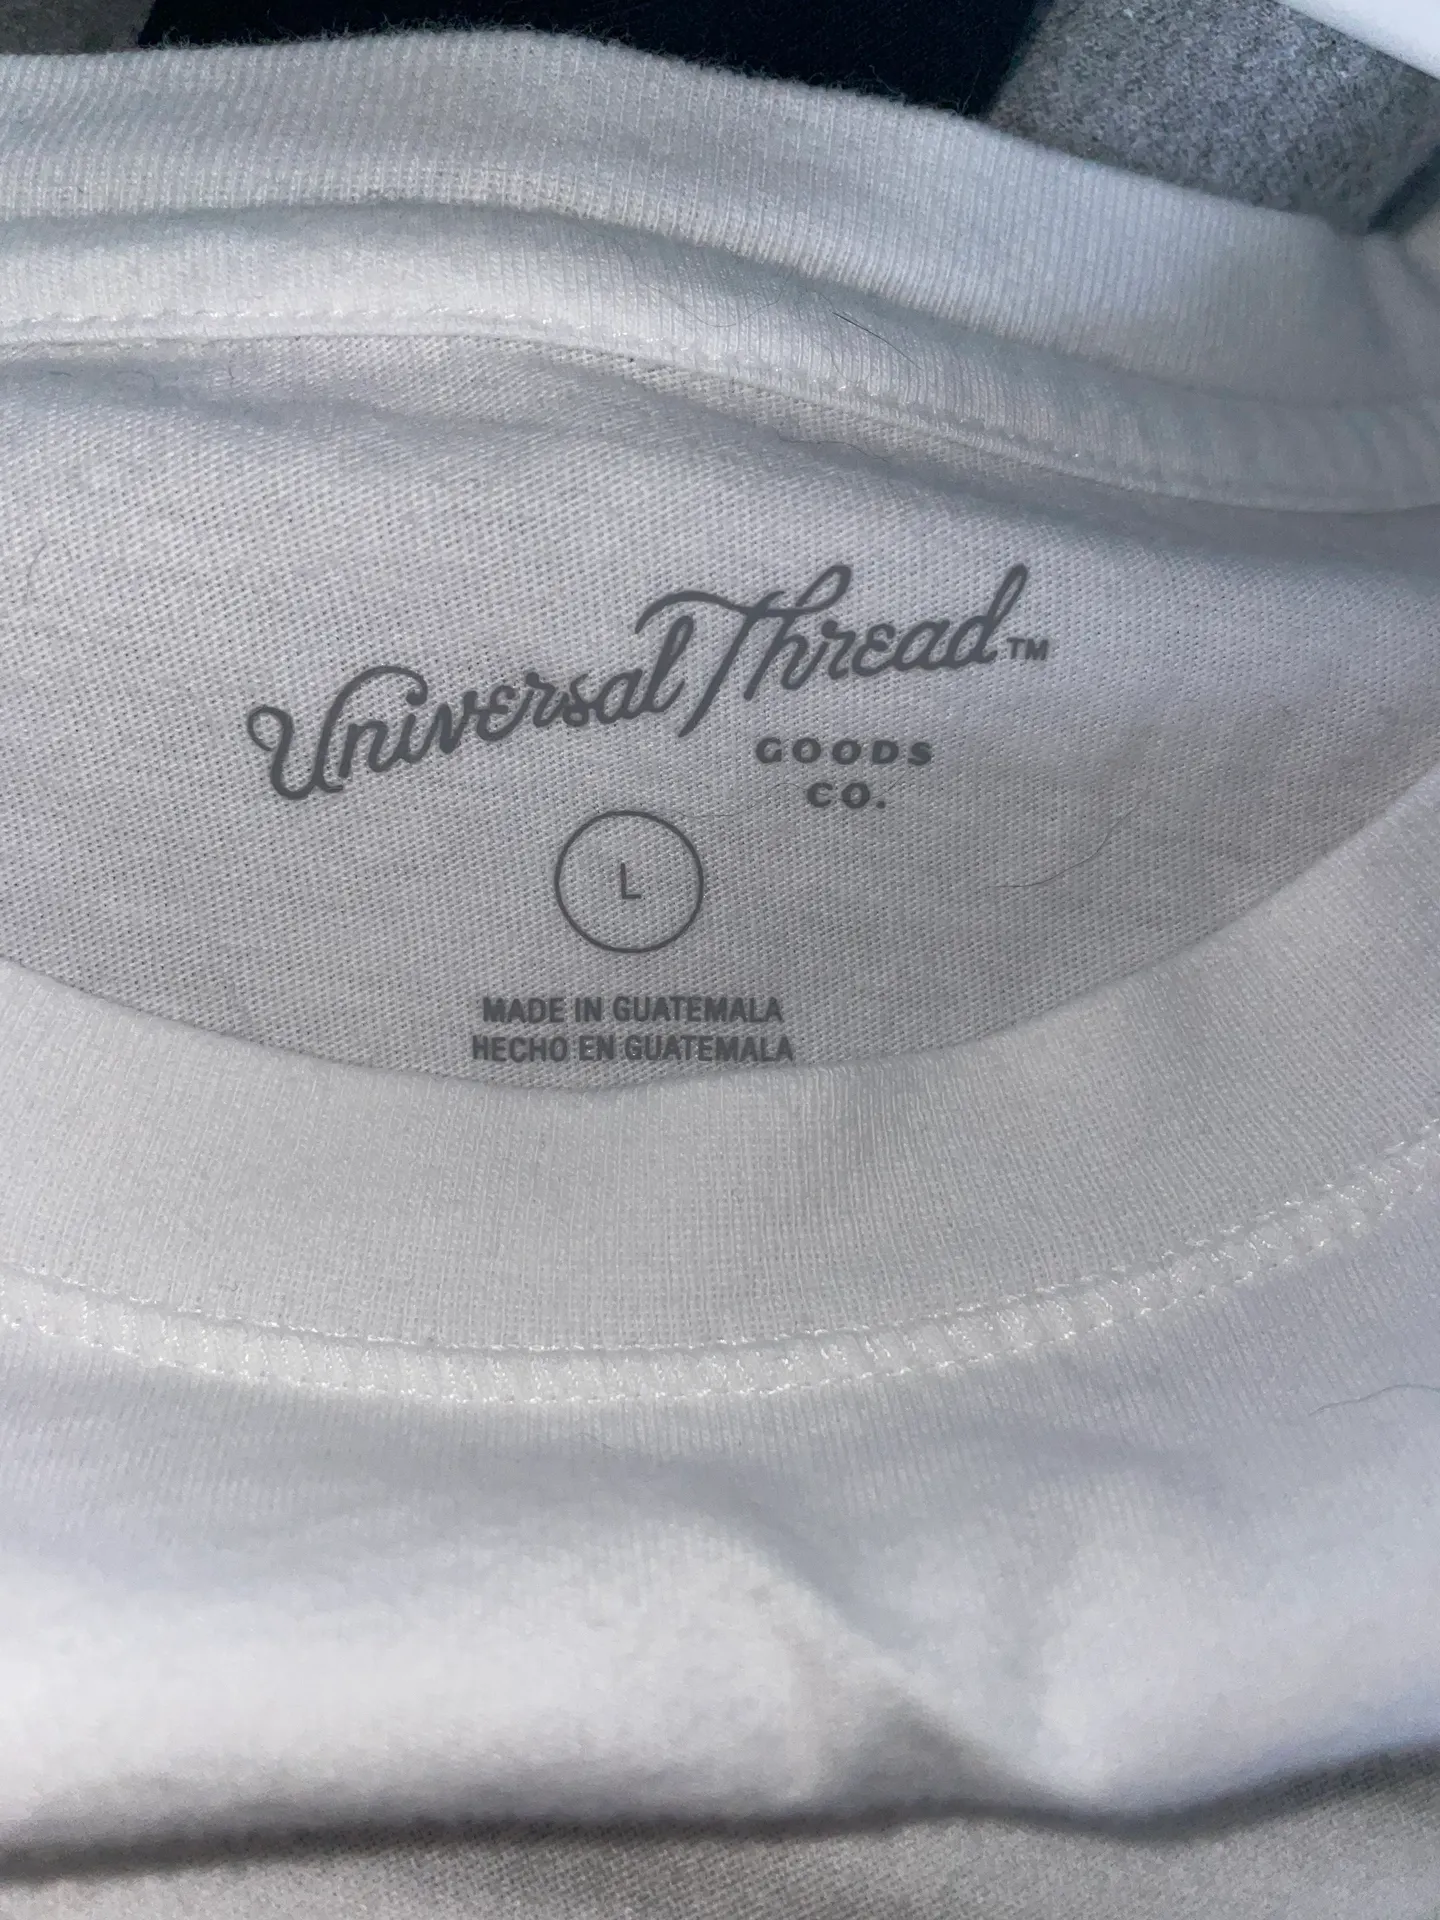 Universal Thread™
GOODS
CO.
L
MADE IN GUATEMALA
HECHO EN GUATEMALA